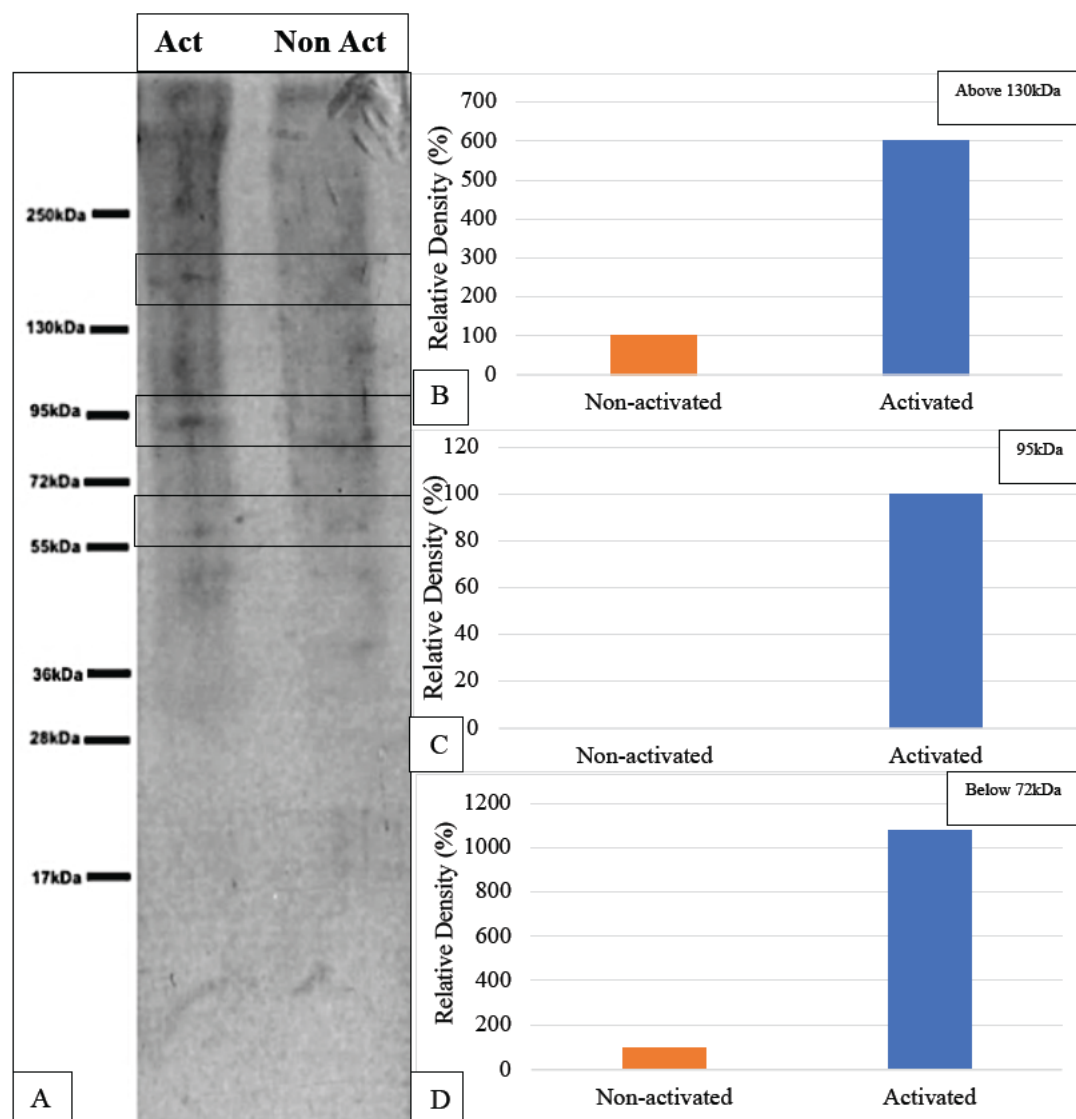 Act Non Act
250kDa
130kDa
95kDa
72kDa
55kDa
36kDa
28kDa
17kDa
A
Above 130kDa
Relative Density (%)
700
600
500
400
300
200
100
0
Non-activated Activated
B
95kDa
Relative Density (%)
120
100
80
60
40
20
0
Non-activated Activated
C
Below 72kDa
Relative Density (%)
1200
1000
800
600
400
200
0
Non-activated Activated
D